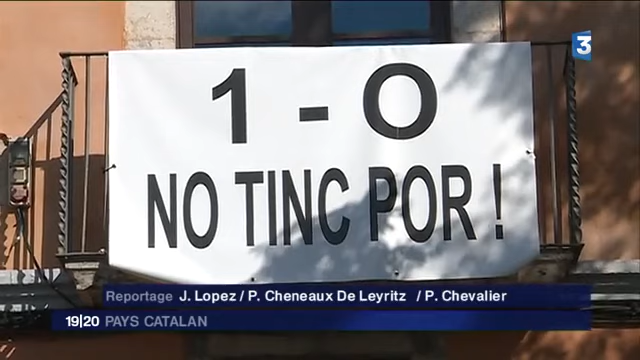 3
1 - O
NO TINC POR !
Reportage J. Lopez / P. Cheneaux De Leyritz / P. Chevalier
19|20 PAYS CATALAN